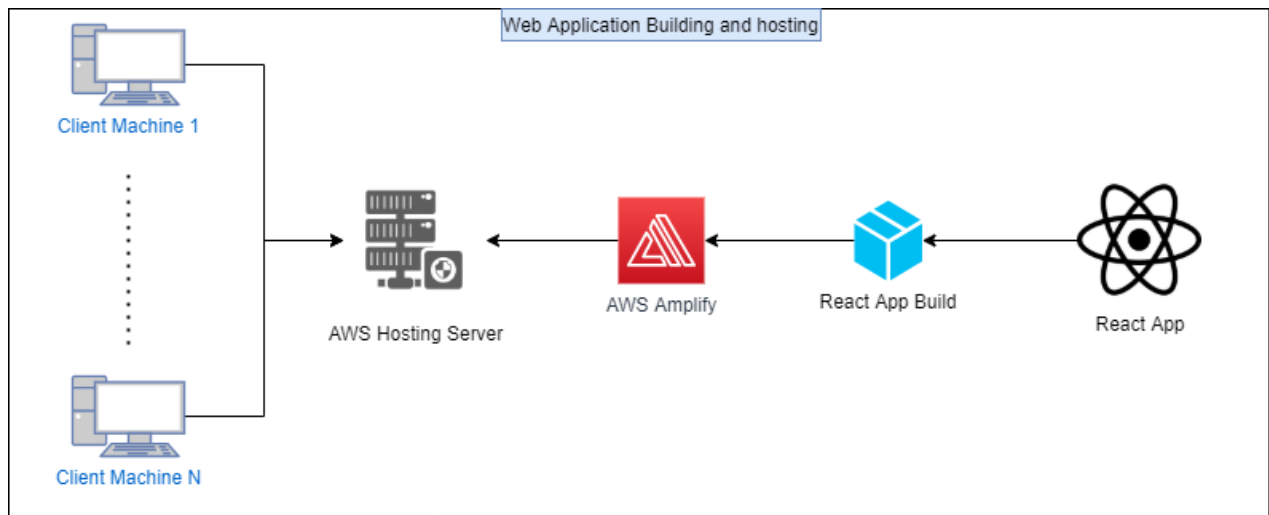 Web Application Building and hosting
Client Machine 1
AWS Hosting Server
AWS Amplify
React App Build
React App
Client Machine N